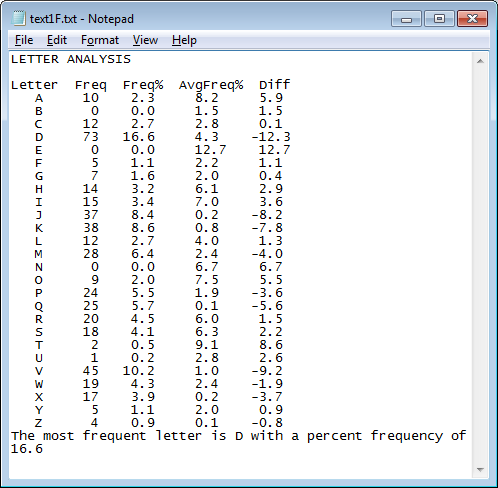 text1F.txt - Notepad
File Edit Format View Help
LETTER ANALYSIS
Letter Freq Freq% AvgFreq% Diff
A 10 2.3 8.2 5.9
B 0 0.0 1.5 1.5
C 12 2.7 2.8 0.1
D 73 16.6 4.3 -12.3
E 0 0.0 12.7 12.7
F 5 1.1 2.2 1.1
G 7 1.6 2.0 0.4
H 14 3.2 6.1 2.9
I 15 3.4 7.0 3.6
J 37 8.4 0.2 -8.2
K 38 8.6 0.8 -7.8
L 12 2.7 4.0 1.3
M 28 6.4 2.4 -4.0
N 0 0.0 6.7 6.7
O 9 2.0 7.5 5.5
P 24 5.5 1.9 -3.6
Q 25 5.7 0.1 -5.6
R 20 4.5 6.0 1.5
S 18 4.1 6.3 2.2
T 2 0.5 9.1 8.6
U 1 0.2 2.8 2.6
V 45 10.2 1.0 -9.2
W 19 4.3 2.4 -1.9
X 17 3.9 0.2 -3.7
Y 5 1.1 2.0 0.9
Z 4 0.9 0.1 -0.8
The most frequent letter is D with a percent frequency of
16.6